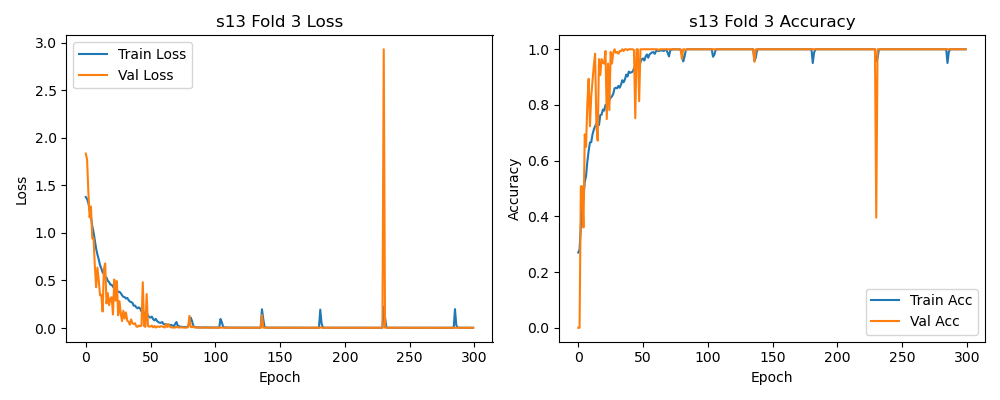 s13 Fold 3 Loss
Train Loss
Val Loss
3.0
2.5
2.0
1.5
1.0
0.5
0.0
Loss
0 50 100 150 200 250 300
Epoch
s13 Fold 3 Accuracy
1.0
0.8
0.6
0.4
0.2
0.0
Accuracy
Train Acc
Val Acc
0 50 100 150 200 250 300
Epoch